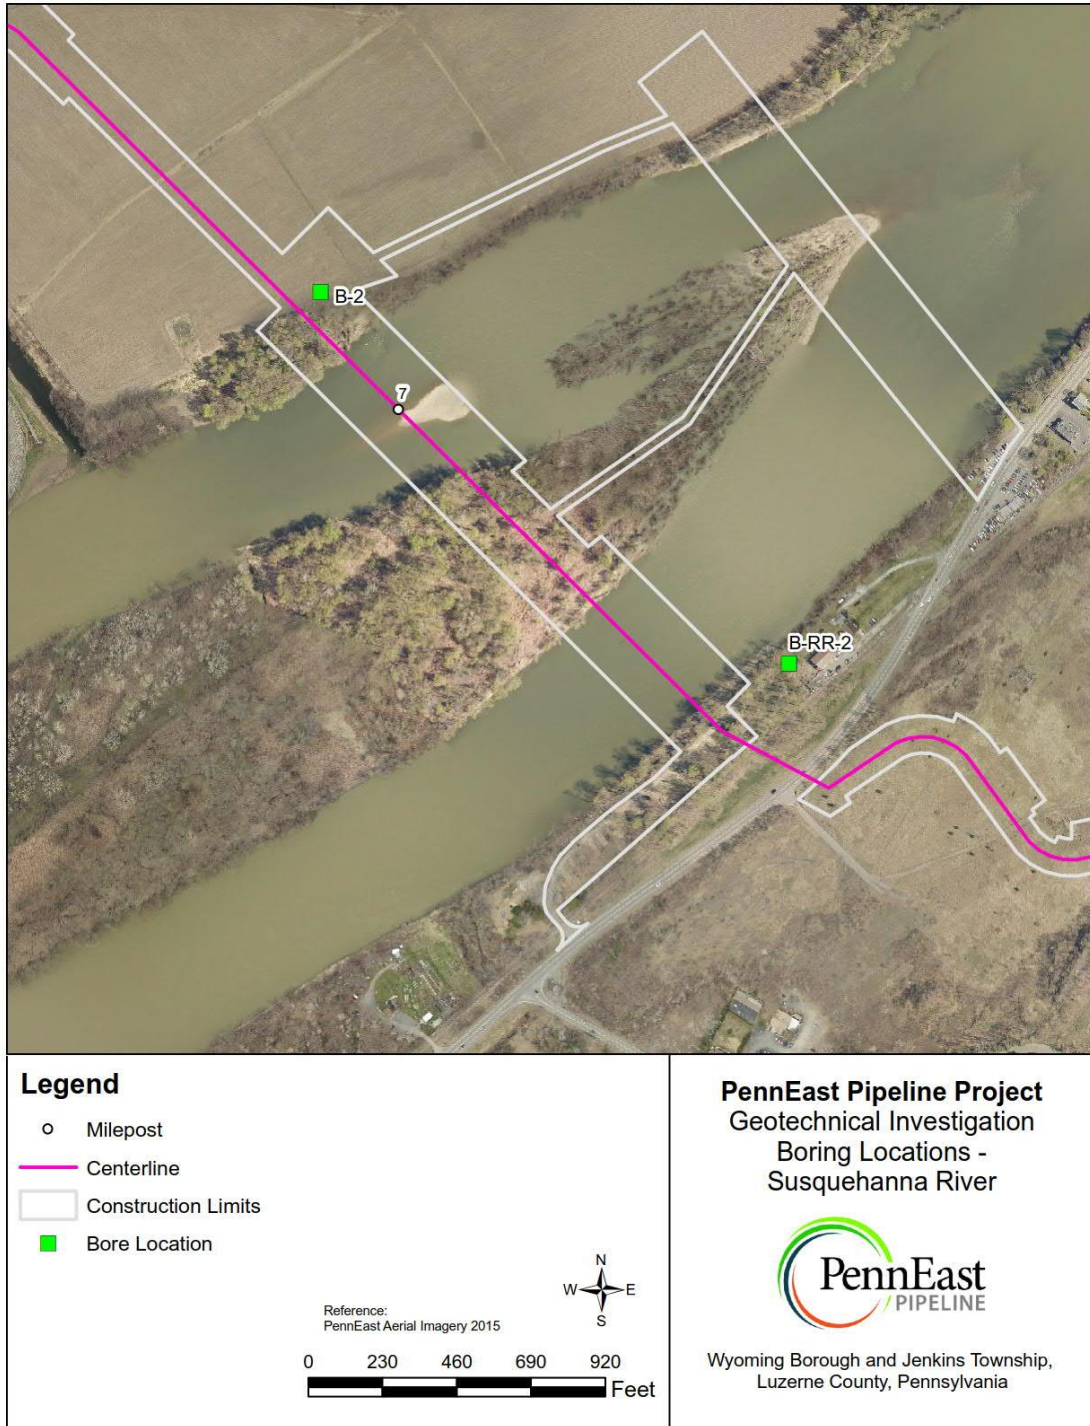 B-2
7
B-RR-2
Legend
Milepost
Centerline
Construction Limits
Bore Location
Reference:
PennEast Aerial Imagery 2015
N
W E
S
0 230 460 690 920
Feet
PennEast Pipeline Project
Geotechnical Investigation
Boring Locations -
Susquehanna River
PennEast
PIPELINE
Wyoming Borough and Jenkins Township,
Luzerne County, Pennsylvania